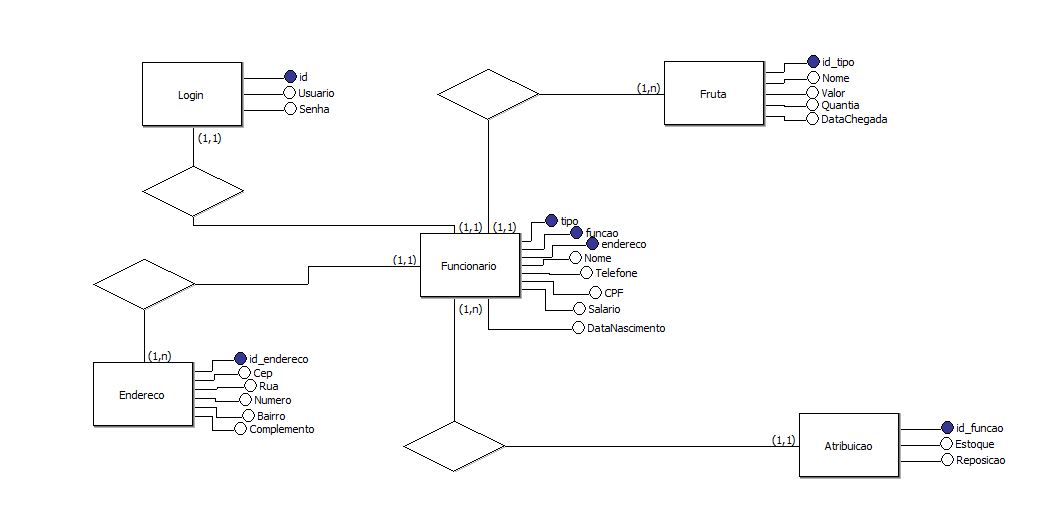 Login
id
Usuario
Senha
(1,1)
Fruta
(1,n)
id_tipo
Nome
Valor
Quantia
DataChegada
(1,1)
(1,1)
(1,1)
(1,n)
Funcionario
tipo
funcao
endereco
Nome
Telefone
CPF
Salario
DataNascimento
(1,n)
Endereco
id_endereco
Cep
Rua
Numero
Bairro
Complemento
(1,1)
Atribuicao
id_funcao
Estoque
Reposicao